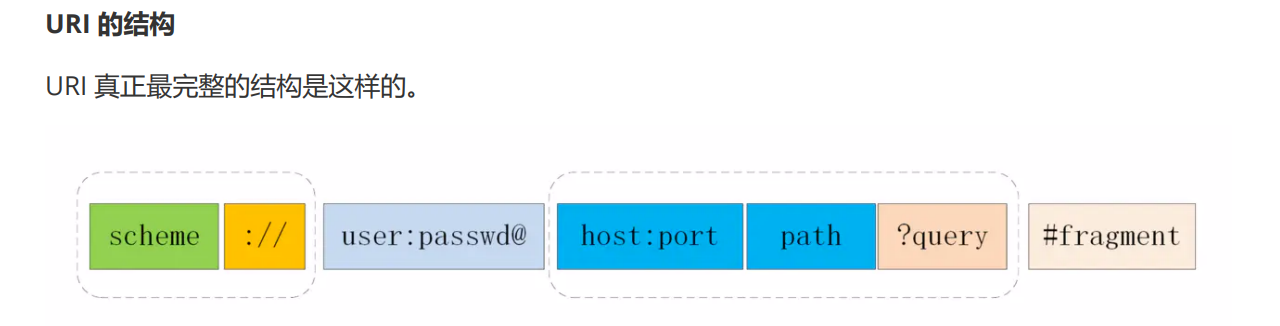 URI 的结构
URI 真正最完整的结构是这样的。
scheme :// user:passwd@ host:port path ?query #fragment